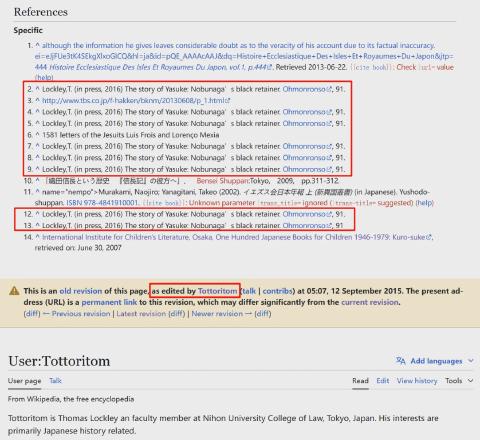 References
Specific
1. ^ although the information he gives leaves considerable doubt as to the veracity of his account due to its factual inaccuracy.
444 Histoire Ecclesiastique Des Isles Et Royaumes Du Japon, vol.1, p.444. Retrieved 2013-06-22. {{cite book}}: Check |url= value
(help)
2. ^ Lockley,T. (in press, 2016) The story of Yasuke: Nobunaga's black retainer. Ohmonronso, 91.
3. ^ http://www.tbs.co.jp/f-hakken/bknm/20130608/p_1.html
4. ^ Lockley,T. (in press, 2016) The story of Yasuke: Nobunaga's black retainer. Ohmonronso, 91.
5. ^ Lockley,T. (in press, 2016) The story of Yasuke: Nobunaga's black retainer. Ohmonronso, 91.
6. ^ 1581 letters of the Jesuits Luis Frois and Lorenço Mexia
7. ^ Lockley,T. (in press, 2016) The story of Yasuke: Nobunaga's black retainer. Ohmonronso, 91.
8. ^ Lockley,T. (in press, 2016) The story of Yasuke: Nobunaga's black retainer. Ohmonronso, 91.
9. ^ Lockley,T. (in press, 2016) The story of Yasuke: Nobunaga's black retainer. Ohmonronso, 91.
10. ^ 『織田信長という歴史 『信長記』の彼方へ』、 Bensei Shuppan: Tokyo, 2009, pp.311-312.
11. ^ name="nempo">Murakami, Naojiro; Yanagitani, Takeo (2002). イエズス会日本年報 上 (新異国叢書) (in Japanese). Yushodo-
shuppan. ISBN 978-4841910001. {{cite book}}: Unknown parameter |trans_title= ignored (|trans-title= suggested) (help)
12. ^ Lockley,T. (in press, 2016) The story of Yasuke: Nobunaga's black retainer. Ohmonronso, 91.
13. ^ Lockley,T. (in press, 2016) The story of Yasuke: Nobunaga's black retainer. Ohmonronso, 91
14. ^ International Institute for Children's Literature, Osaka, One Hundred Japanese Books for Children 1946-1979: Kuro-suke,
retrieved on: June 30, 2007
This is an old revision of this page, as edited by Tottoritom (talk | contribs) at 05:07, 12 September 2015. The present ad-
dress (URL) is a permanent link to this revision, which may differ significantly from the current revision.
(diff) ← Previous revision | Latest revision (diff) | Newer revision → (diff)
User:Tottoritom
Add languages
User page Talk Read Edit View history Tools
From Wikipedia, the free encyclopedia
Tottoritom is Thomas Lockley an faculty member at Nihon University College of Law, Tokyo, Japan. His interests are
primarily Japanese history related.